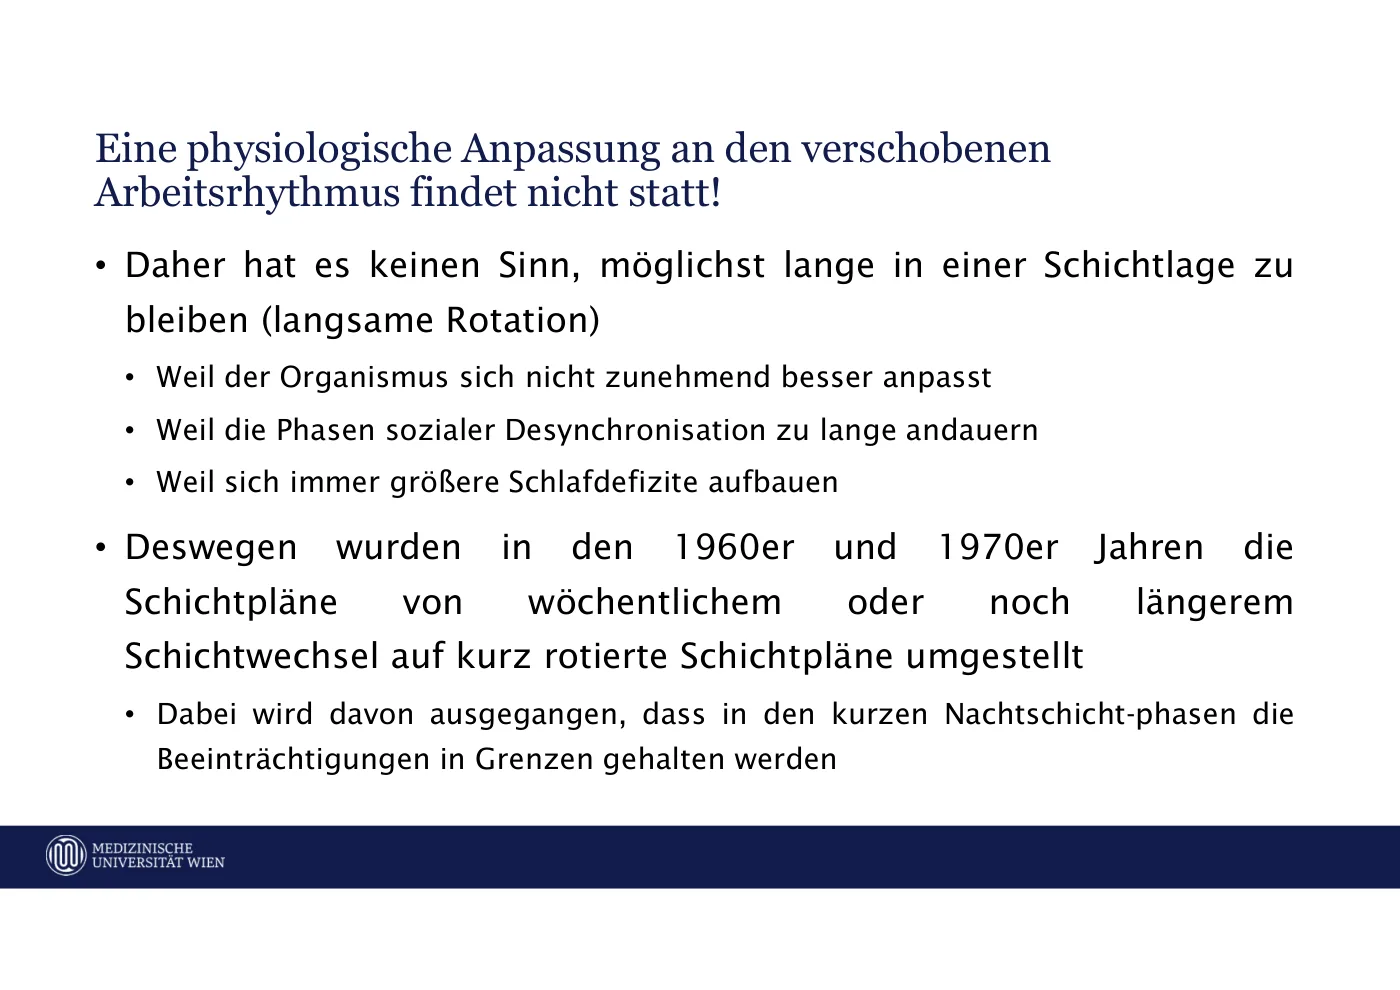 Eine physiologische Anpassung an den verschobenen
Arbeitsrhythmus findet nicht statt!
• Daher hat es keinen Sinn, möglichst lange in einer Schichtlage zu
bleiben (langsame Rotation)
• Weil der Organismus sich nicht zunehmend besser anpasst
• Weil die Phasen sozialer Desynchronisation zu lange andauern
• Weil sich immer größere Schlafdefizite aufbauen
• Deswegen wurden in den 1960er und 1970er Jahren die
Schichtpläne von wöchentlichem oder noch längerem
Schichtwechsel auf kurz rotierte Schichtpläne umgestellt
• Dabei wird davon ausgegangen, dass in den kurzen Nachtschicht-phasen die
Beeinträchtigungen in Grenzen gehalten werden
MEDIZINISCHE
UNIVERSITÄT WIEN